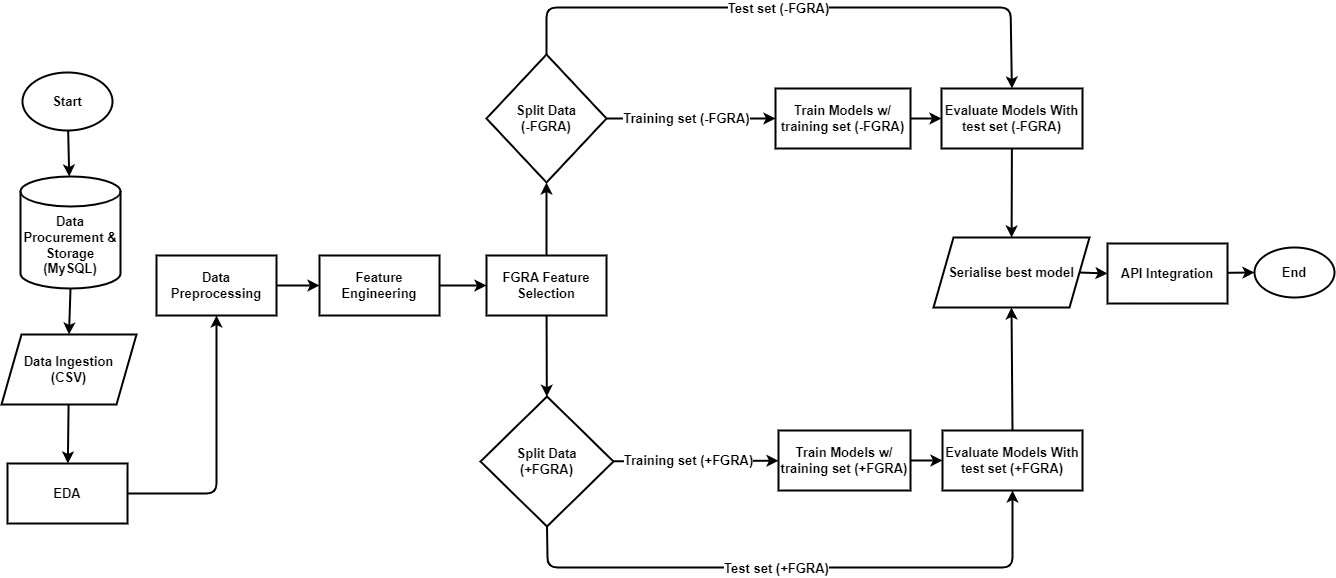 Start
Data
Procurement &
Storage
(MySQL)
Data Ingestion
(CSV)
EDA
Data
Preprocessing
Feature
Engineering
FGRA Feature
Selection
Split Data
(-FGRA)
Test set (-FGRA)
Training set (-FGRA)
Train Models w/
training set (-FGRA)
Evaluate Models With
test set (-FGRA)
Split Data
(+FGRA)
Training set (+FGRA)
Test set (+FGRA)
Train Models w/
training set (+FGRA)
Evaluate Models With
test set (+FGRA)
Serialise best model
API Integration
End